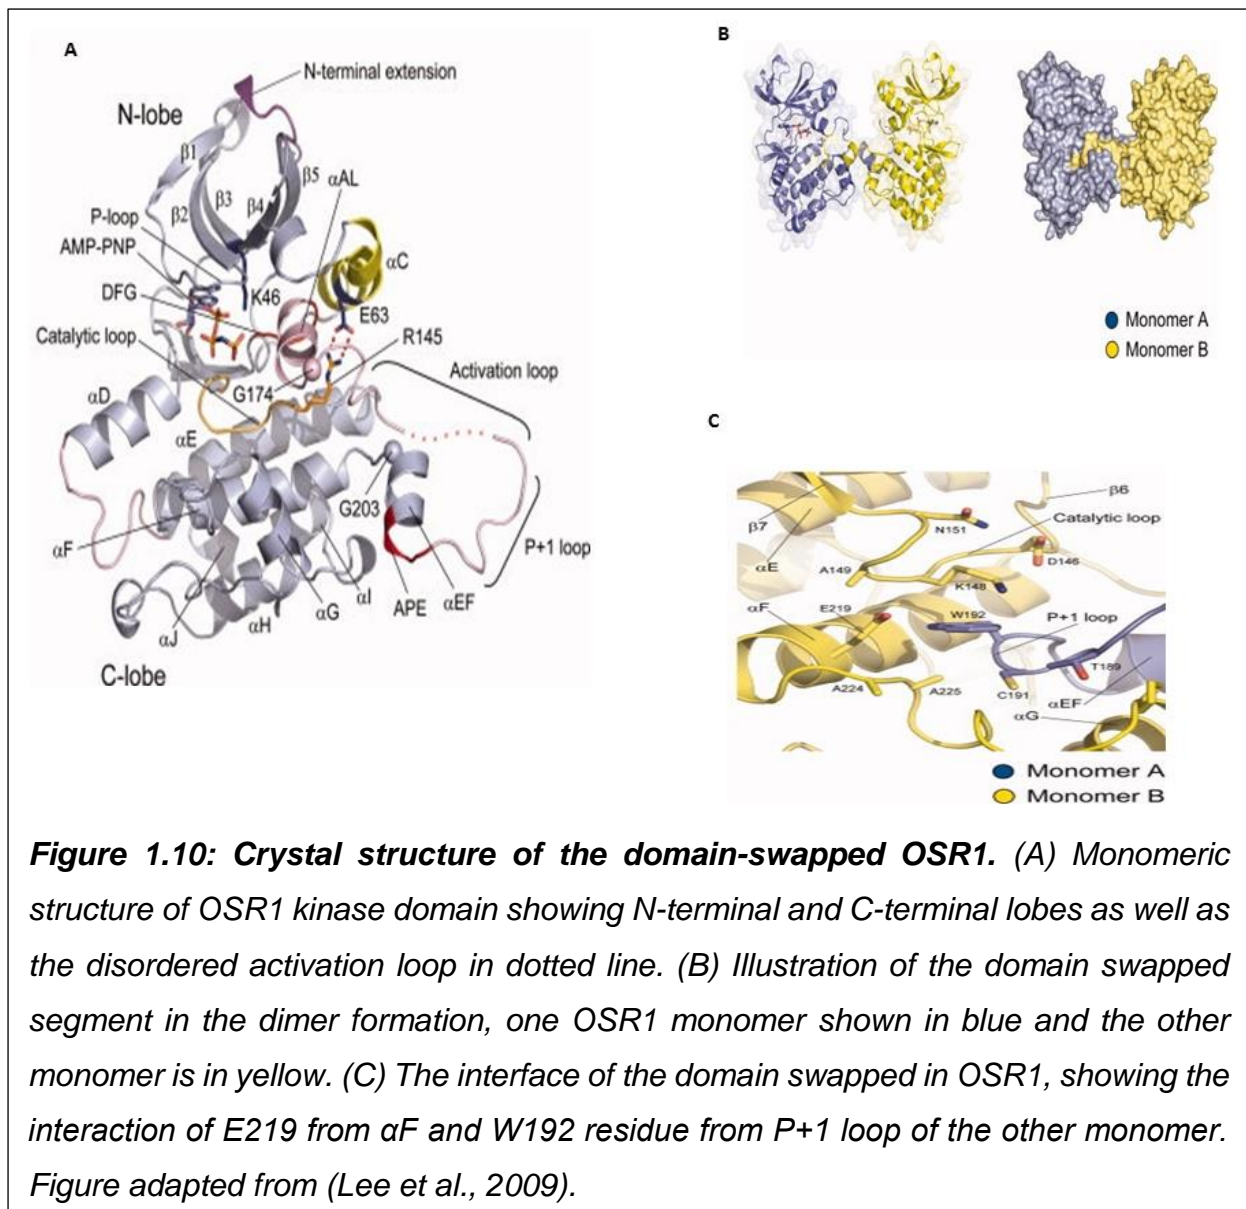 A
N-terminal extension
N-lobe
β1
β2
β3
β4
β5
αAL
P-loop
AMP-PNP
αC
DFG
K46
E63
Catalytic loop
R145
G174
Activation loop
αD
αE
G203
P+1 loop
αF
αJ
αH
αG
αI
APE
αEF
C-lobe
B
Monomer A
Monomer B
C
β7
β6
N151
Catalytic loop
αE
A149
D146
K148
αF
E219
W192
P+1 loop
T189
A224
A225
C191
αEF
αG
Monomer A
Monomer B
Figure 1.10: Crystal structure of the domain-swapped OSR1. (A) Monomeric
structure of OSR1 kinase domain showing N-terminal and C-terminal lobes as well as
the disordered activation loop in dotted line. (B) Illustration of the domain swapped
segment in the dimer formation, one OSR1 monomer shown in blue and the other
monomer is in yellow. (C) The interface of the domain swapped in OSR1, showing the
interaction of E219 from αF and W192 residue from P+1 loop of the other monomer.
Figure adapted from (Lee et al., 2009).